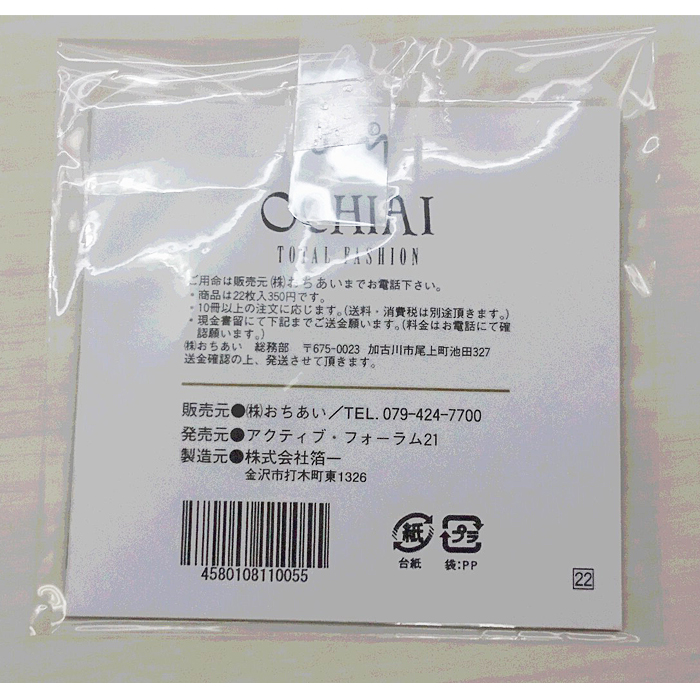 OCHIAI
TOTAL FASHION
ご用命は販売元㈱おちあいまでお電話下さい。
・商品は22枚入350円です。
・10冊以上の注文に応じます。(送料・消費税は別途頂きます。)
・現金書留にて下記までご送金願います。(料金はお電話にて確
認願います。)
㈱おちあい 総務部 〒675-0023 加古川市尾上町池田327
送金確認の上、発送させて頂きます。
販売元●㈱おちあい/TEL. 079-424-7700
発売元●アクティブ・フォーラム21
製造元●株式会社箔一
金沢市打木町東1326
4580108110055
紙
台紙
プラ
袋:PP
22